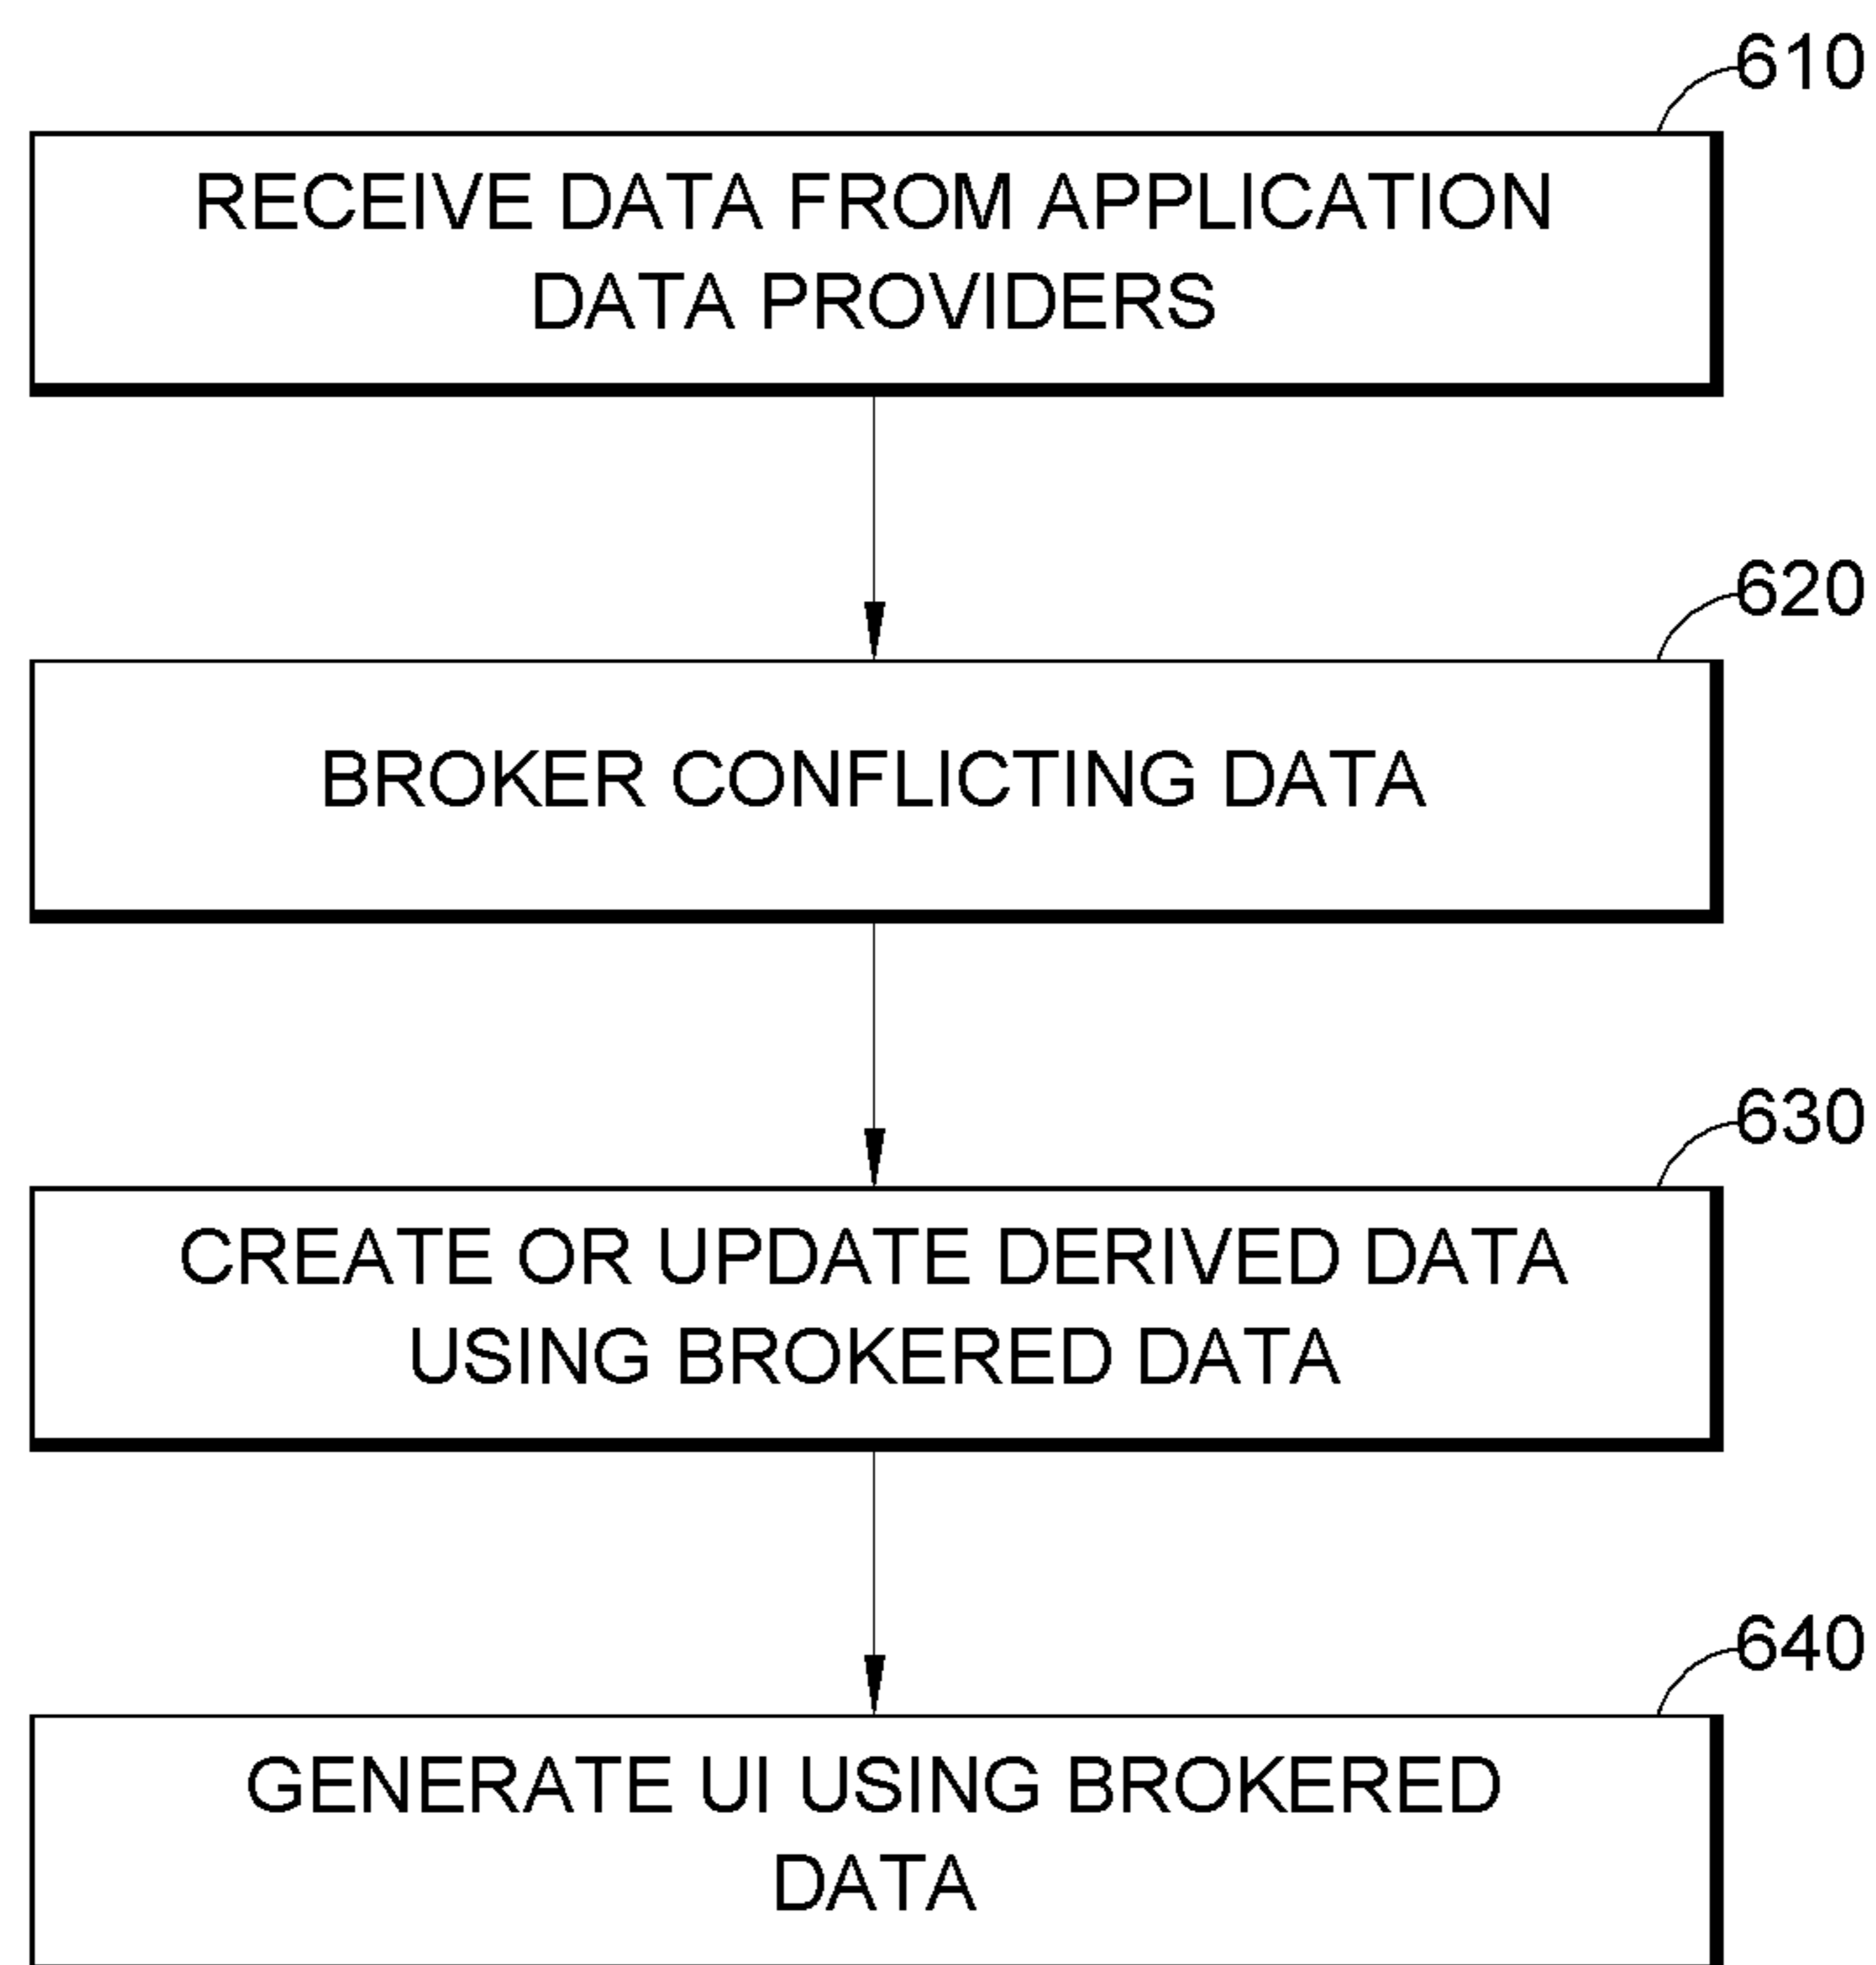 610
RECEIVE DATA FROM APPLICATION
DATA PROVIDERS
620
BROKER CONFLICTING DATA
630
CREATE OR UPDATE DERIVED DATA
USING BROKERED DATA
640
GENERATE UI USING BROKERED
DATA